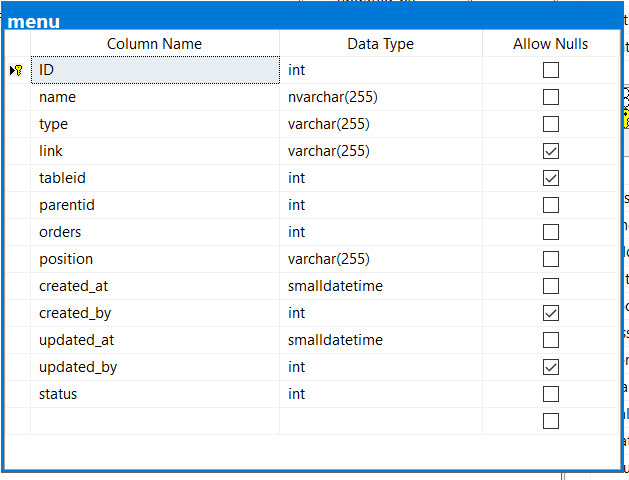 menu
Column Name Data Type Allow Nulls
ID int
name nvarchar(255)
type varchar(255)
link varchar(255)
tableid int
parentid int
orders int
position varchar(255)
created_at smalldatetime
created_by int
updated_at smalldatetime
updated_by int
status int